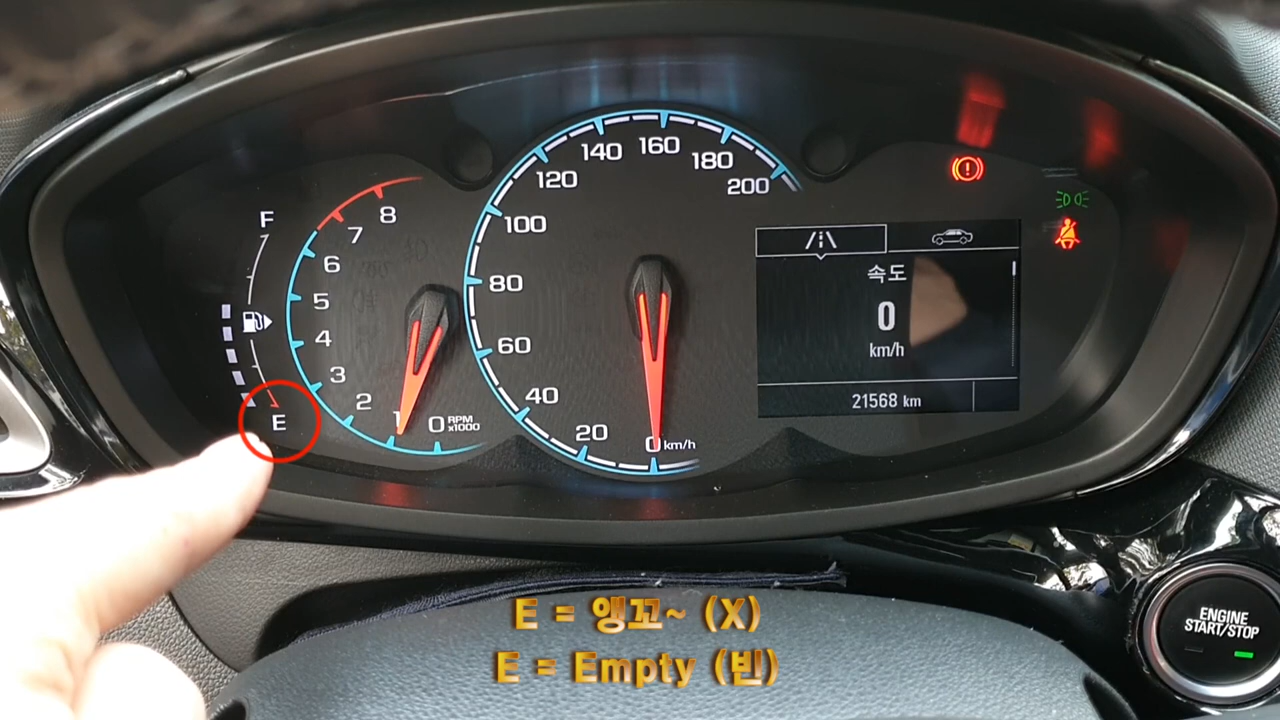 F
E
8
7
6
5
4
3
2
1
0 RPM x1000
200
180
160
140
120
100
80
60
40
20
0 km/h
속도
0
km/h
21568 km
ENGINE
START/STOP
E = 앵꼬~ (X)
E = Empty (빈)